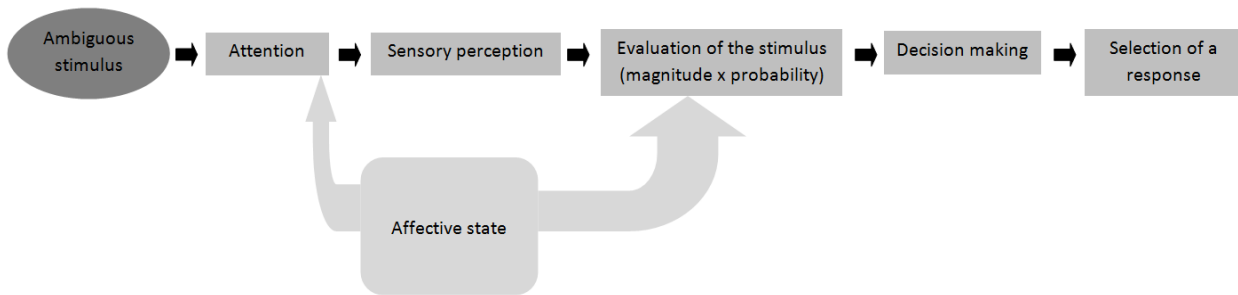 Ambiguous
stimulus
Attention
Sensory perception
Evaluation of the stimulus
(magnitude x probability)
Decision making
Selection of a
response
Affective state